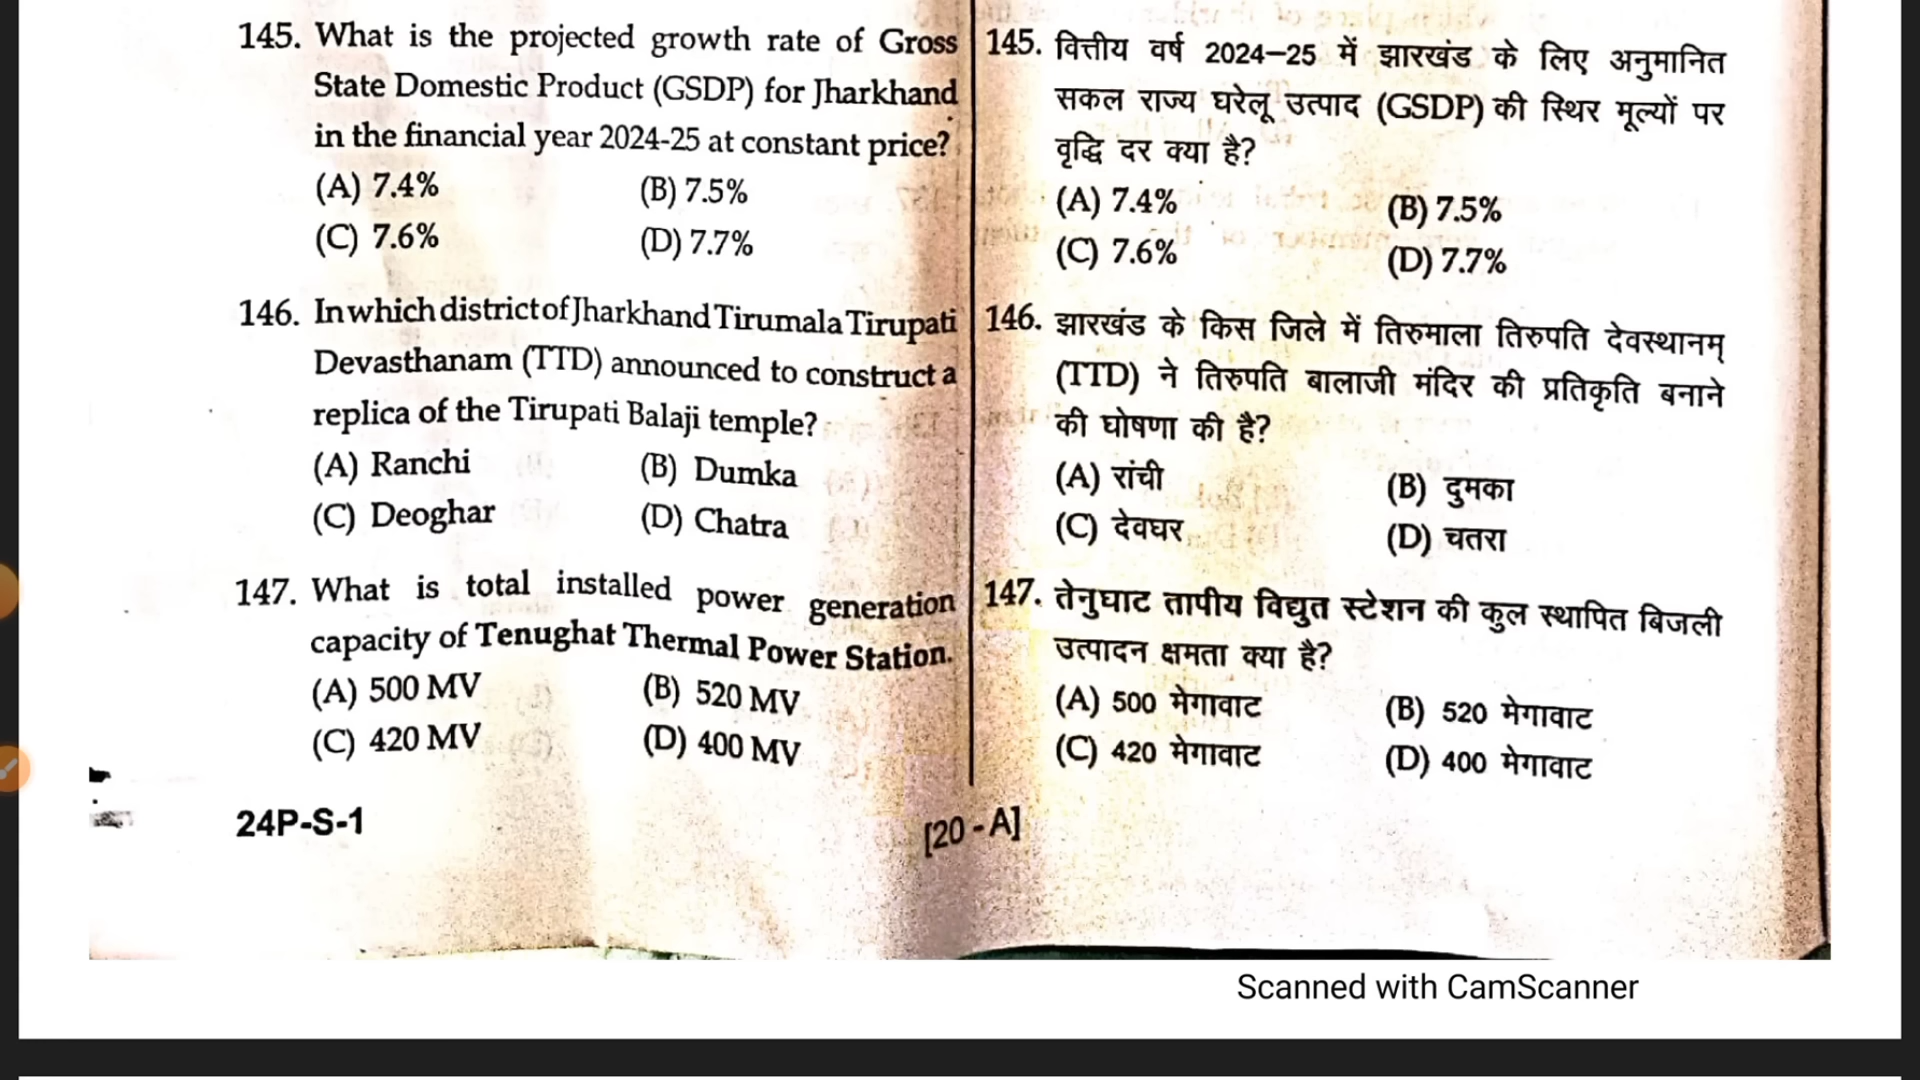 145. What is the projected growth rate of Gross
State Domestic Product (GSDP) for Jharkhand
in the financial year 2024-25 at constant price?
(A) 7.4% (B) 7.5%
(C) 7.6% (D) 7.7%
146. In which district of Jharkhand Tirumala Tirupati
Devasthanam (TTD) announced to construct a
replica of the Tirupati Balaji temple?
(A) Ranchi (B) Dumka
(C) Deoghar (D) Chatra
147. What is total installed power generation
capacity of Tenughat Thermal Power Station.
(A) 500 MV (B) 520 MV
(C) 420 MV (D) 400 MV
145. वित्तीय वर्ष 2024–25 में झारखंड के लिए अनुमानित
सकल राज्य घरेलू उत्पाद (GSDP) की स्थिर मूल्यों पर
वृद्धि दर क्या है?
(A) 7.4% (B) 7.5%
(C) 7.6% (D) 7.7%
146. झारखंड के किस जिले में तिरुमाला तिरुपति देवस्थानम्
(TTD) ने तिरुपति बालाजी मंदिर की प्रतिकृति बनाने
की घोषणा की है?
(A) रांची (B) दुमका
(C) देवघर (D) चतरा
147. तेनुघाट तापीय विद्युत स्टेशन की कुल स्थापित बिजली
उत्पादन क्षमता क्या है?
(A) 500 मेगावाट (B) 520 मेगावाट
(C) 420 मेगावाट (D) 400 मेगावाट
24P-S-1 [20 - A]
Scanned with CamScanner